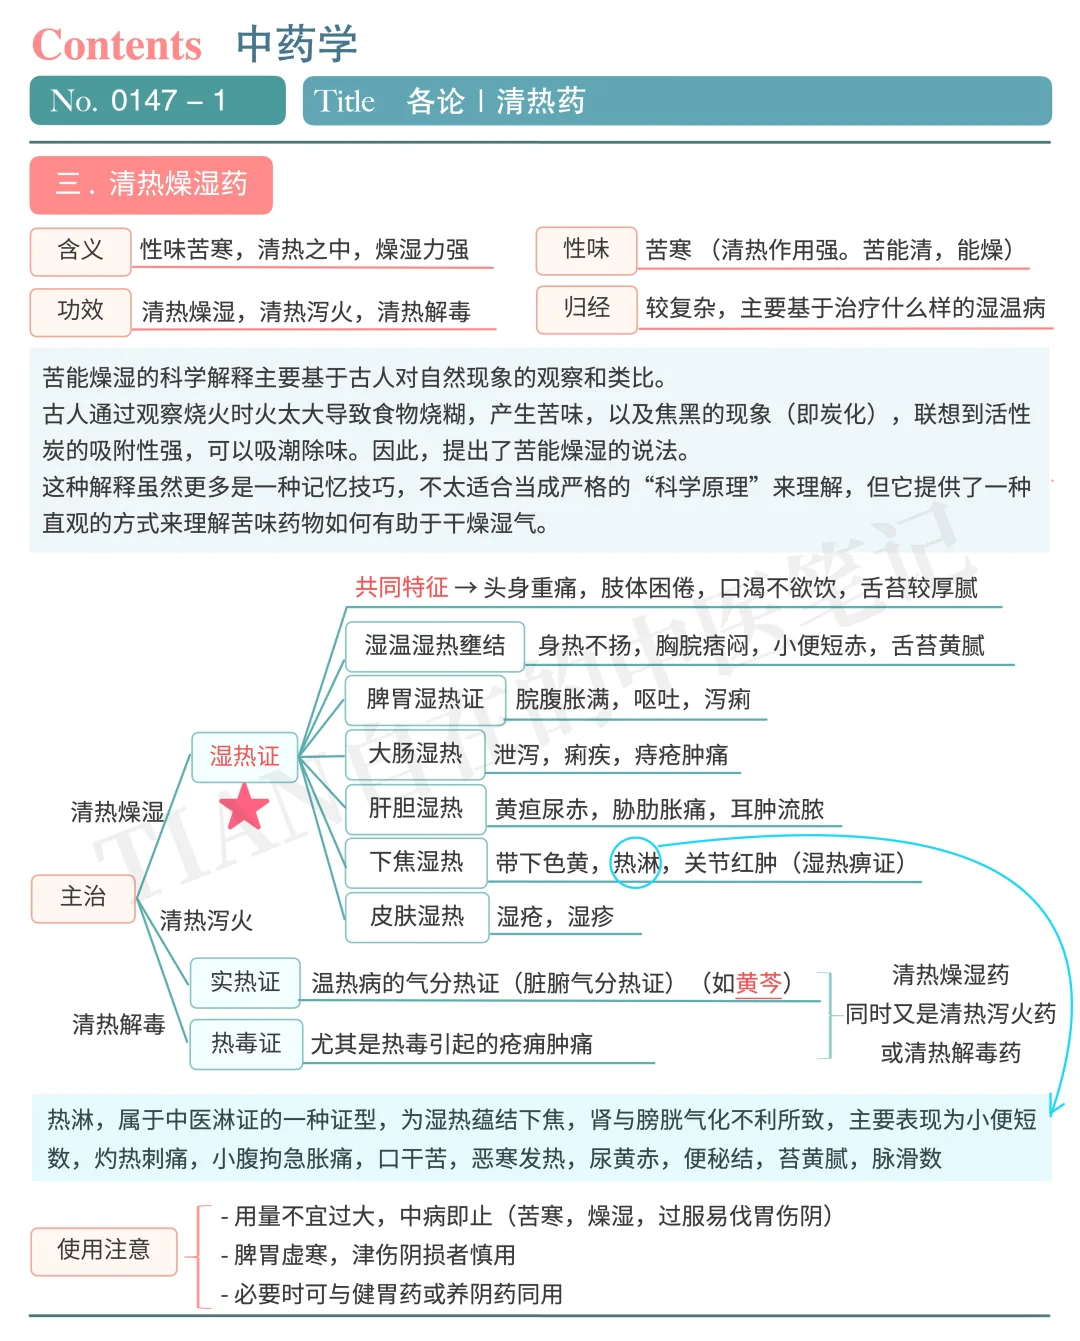 Contents 中药学
No. 0147 – 1
Title 各论 | 清热药
三 . 清热燥湿药
含义 性味苦寒，清热之中，燥湿力强
性味 苦寒 （清热作用强。苦能清，能燥）
功效 清热燥湿，清热泻火，清热解毒
归经 较复杂，主要基于治疗什么样的湿温病
苦能燥湿的科学解释主要基于古人对自然现象的观察和类比。
古人通过观察烧火时火太大导致食物烧糊，产生苦味，以及焦黑的现象（即炭化），联想到活性
炭的吸附性强，可以吸潮除味。因此，提出了苦能燥湿的说法。
这种解释虽然更多是一种记忆技巧，不太适合当成严格的“科学原理”来理解，但它提供了一种
直观的方式来理解苦味药物如何有助于干燥湿气。
共同特征 → 头身重痛，肢体困倦，口渴不欲饮，舌苔较厚腻
湿温湿热壅结 身热不扬，胸脘痞闷，小便短赤，舌苔黄腻
脾胃湿热证 脘腹胀满，呕吐，泻痢
湿热证
大肠湿热 泄泻，痢疾，痔疮肿痛
清热燥湿
肝胆湿热 黄疸尿赤，胁肋胀痛，耳肿流脓
下焦湿热 带下色黄，热淋，关节红肿（湿热痹证）
主治
皮肤湿热 湿疮，湿疹
清热泻火
实热证 温热病的气分热证（脏腑气分热证）（如黄芩）
清热解毒
热毒证 尤其是热毒引起的疮痈肿痛
清热燥湿药
同时又是清热泻火药
或清热解毒药
热淋，属于中医淋证的一种证型，为湿热蕴结下焦，肾与膀胱气化不利所致，主要表现为小便短
数，灼热刺痛，小腹拘急胀痛，口干苦，恶寒发热，尿黄赤，便秘结，苔黄腻，脉滑数
使用注意
- 用量不宜过大，中病即止（苦寒，燥湿，过服易伐胃伤阴）
- 脾胃虚寒，津伤阴损者慎用
- 必要时可与健胃药或养阴药同用
TIAN自在的中医笔记